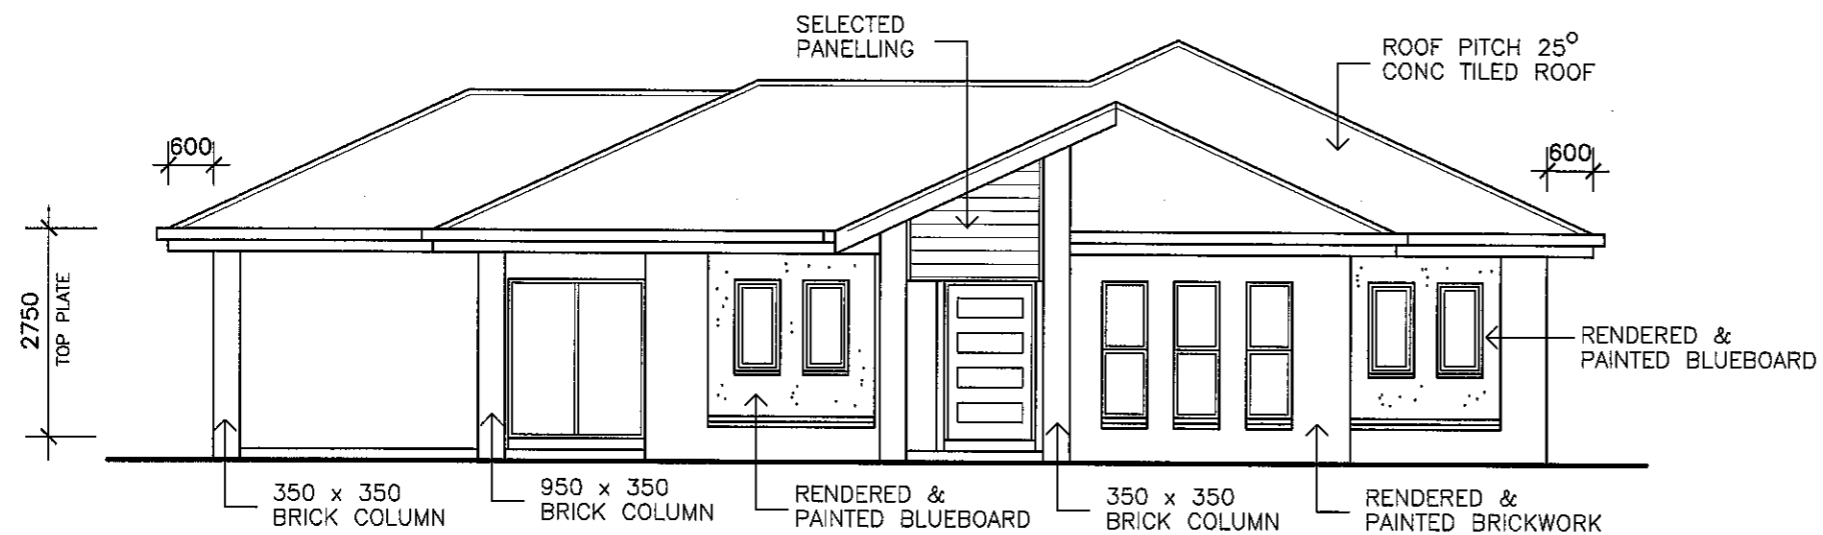 SELECTED
PANELLING
ROOF PITCH 25°
CONC TILED ROOF
600
600
2750
TOP PLATE
RENDERED &
PAINTED BLUEBOARD
350 x 350
BRICK COLUMN
950 x 350
BRICK COLUMN
RENDERED &
PAINTED BLUEBOARD
350 x 350
BRICK COLUMN
RENDERED &
PAINTED BRICKWORK